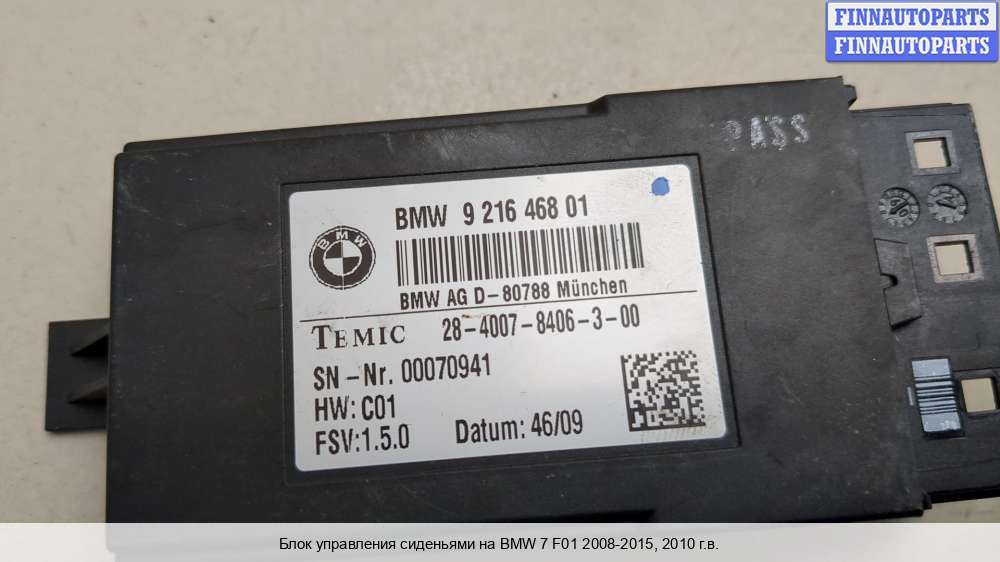 FINNAUTOPARTS
FINNAUTOPARTS
PASS
BMW 9 216 468 01
BMW
BMW AG D-80788 München
TEMIC 28-4007-8406-3-00
SN-Nr. 00070941
HW: C01
FSV:1.5.0 Datum: 46/09
Блок управления сиденьями на BMW 7 F01 2008-2015, 2010 г.в.